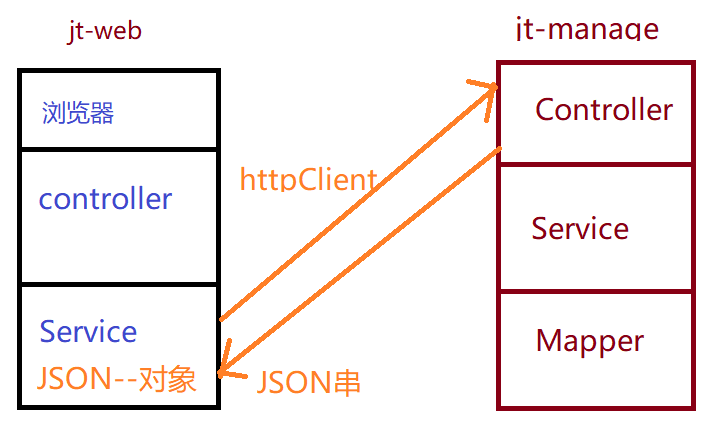 jt-web
浏览器
controller
Service
JSON--对象
httpClient
JSON串
jt-manage
Controller
Service
Mapper